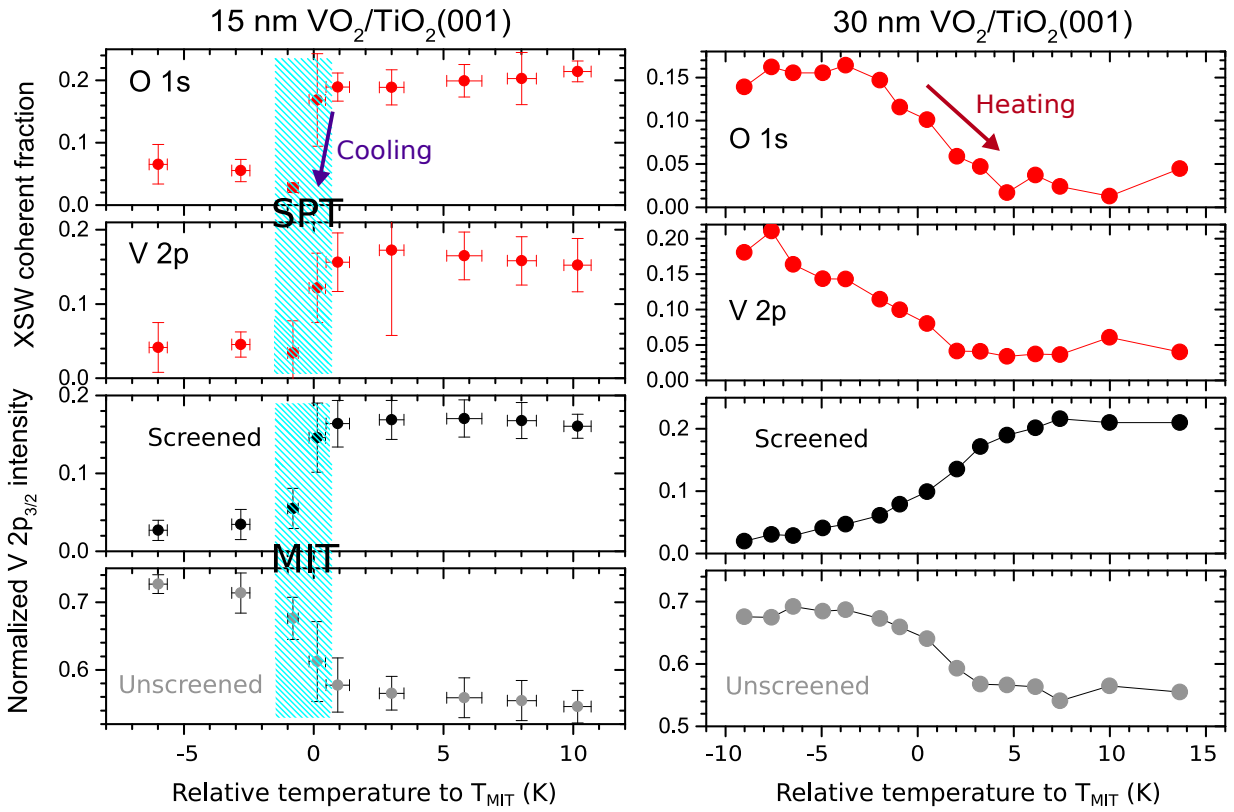 15 nm VO2/TiO2(001)
30 nm VO2/TiO2(001)
XSW coherent fraction
Normalized V 2p3/2 intensity
O 1s
0.2
0.1
0.0
Cooling
SPT
V 2p
0.2
0.1
0.0
Screened
0.2
0.1
0.0
MIT
Unscreened
0.7
0.6
-5
0
5
10
Relative temperature to TMIT (K)
O 1s
0.15
0.10
0.05
0.00
Heating
V 2p
0.20
0.15
0.10
0.05
0.00
Screened
0.2
0.1
0.0
Unscreened
0.7
0.6
0.5
-10
-5
0
5
10
15
Relative temperature to TMIT (K)